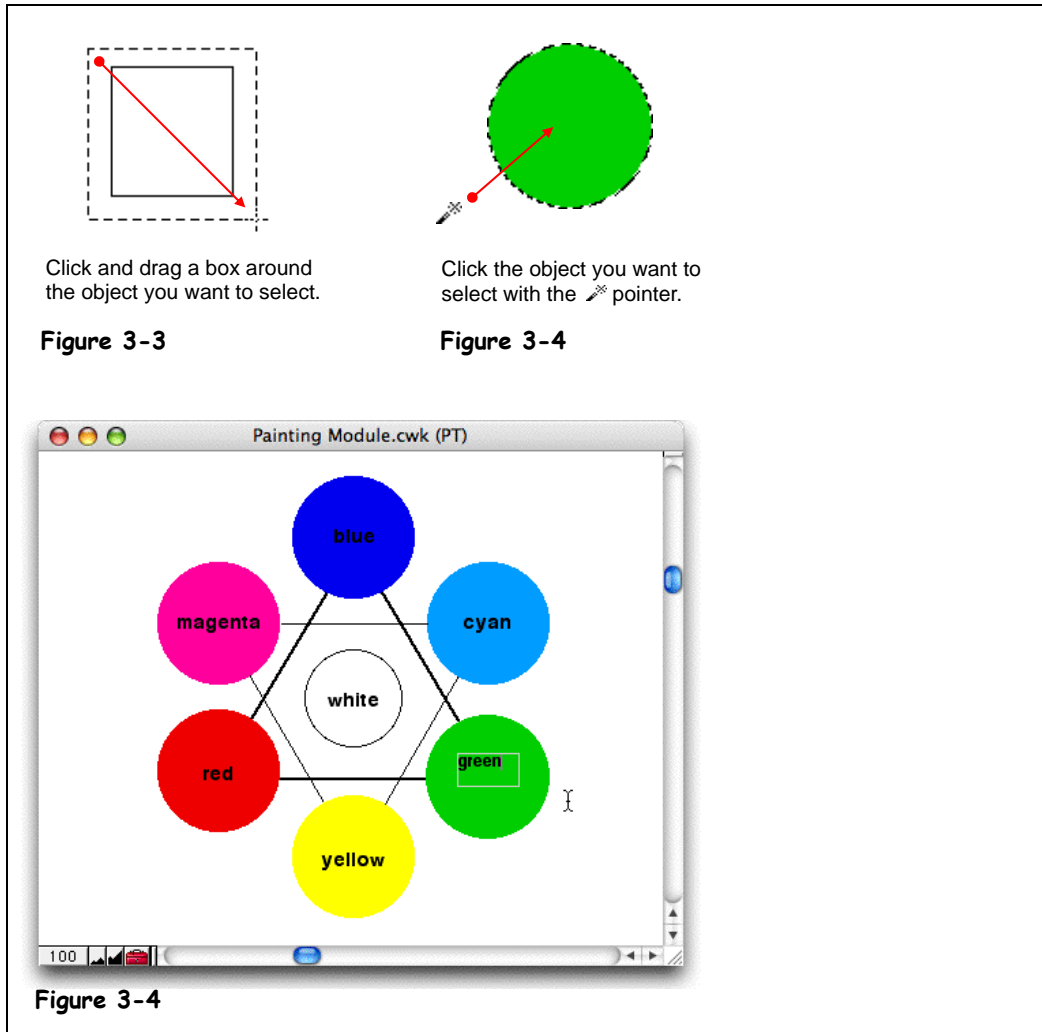 Click and drag a box around
the object you want to select.
Figure 3-3
Click the object you want to
select with the pointer.
Figure 3-4
Painting Module.cwk (PT)
blue
magenta
cyan
white
green
red
yellow
100
Figure 3-4